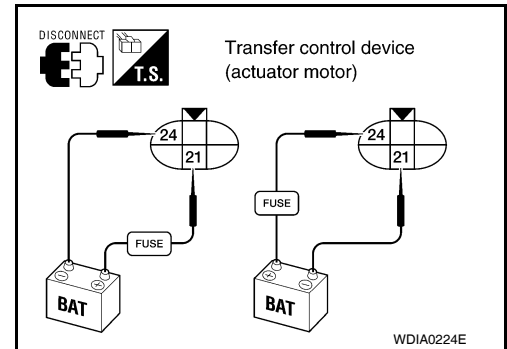 DISCONNECT
T.S.
Transfer control device
(actuator motor)
24
21
FUSE
BAT
24
21
FUSE
BAT
WDIA0224E